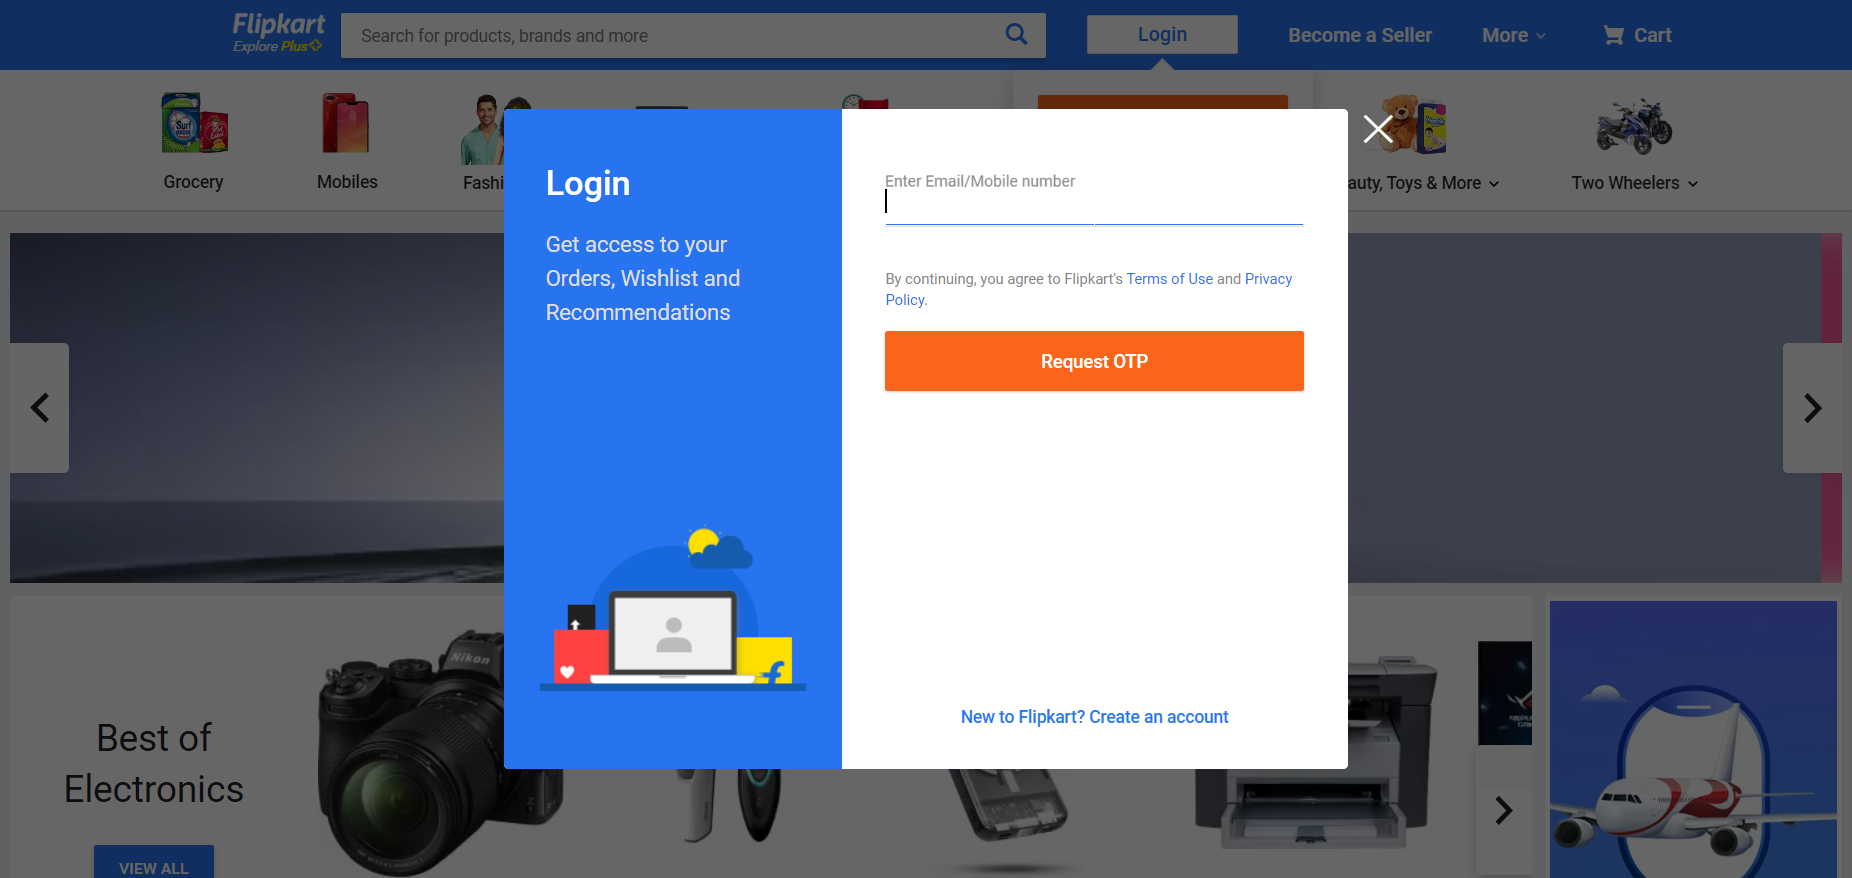 Flipkart
Explore Plus
Search for products, brands and more
Login
Become a Seller
More
Cart
Grocery
Mobiles
Fashi
auty, Toys & More
Two Wheelers
Login
Get access to your
Orders, Wishlist and
Recommendations
Enter Email/Mobile number
By continuing, you agree to Flipkart's Terms of Use and Privacy
Policy.
Request OTP
New to Flipkart? Create an account
Best of
Electronics
VIEW ALL
Nikon
Surf
excel